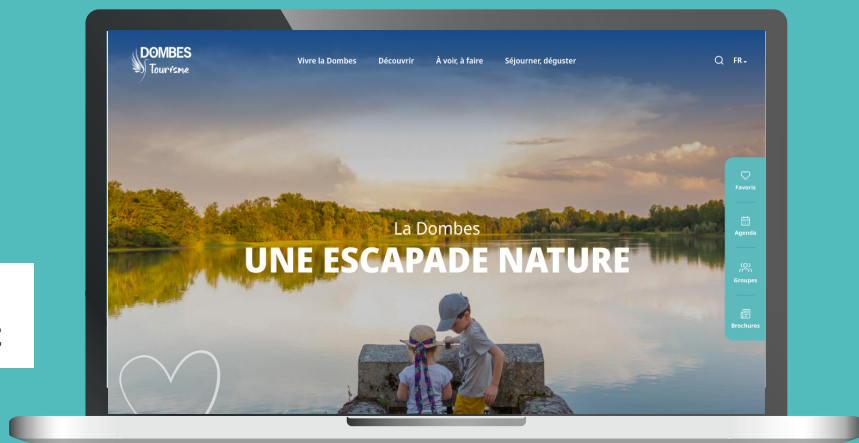 DOMBES
Tourisme
Vivre la Dombes
Découvrir
À voir, à faire
Séjourner, déguster
FR
Favoris
Agenda
Groupes
Brochures
La Dombes
UNE ESCAPADE NATURE